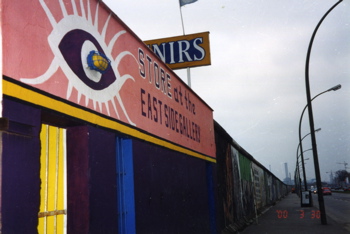 NIRS
STORE at the
EAST SIDE GALLERY
'00 3 30